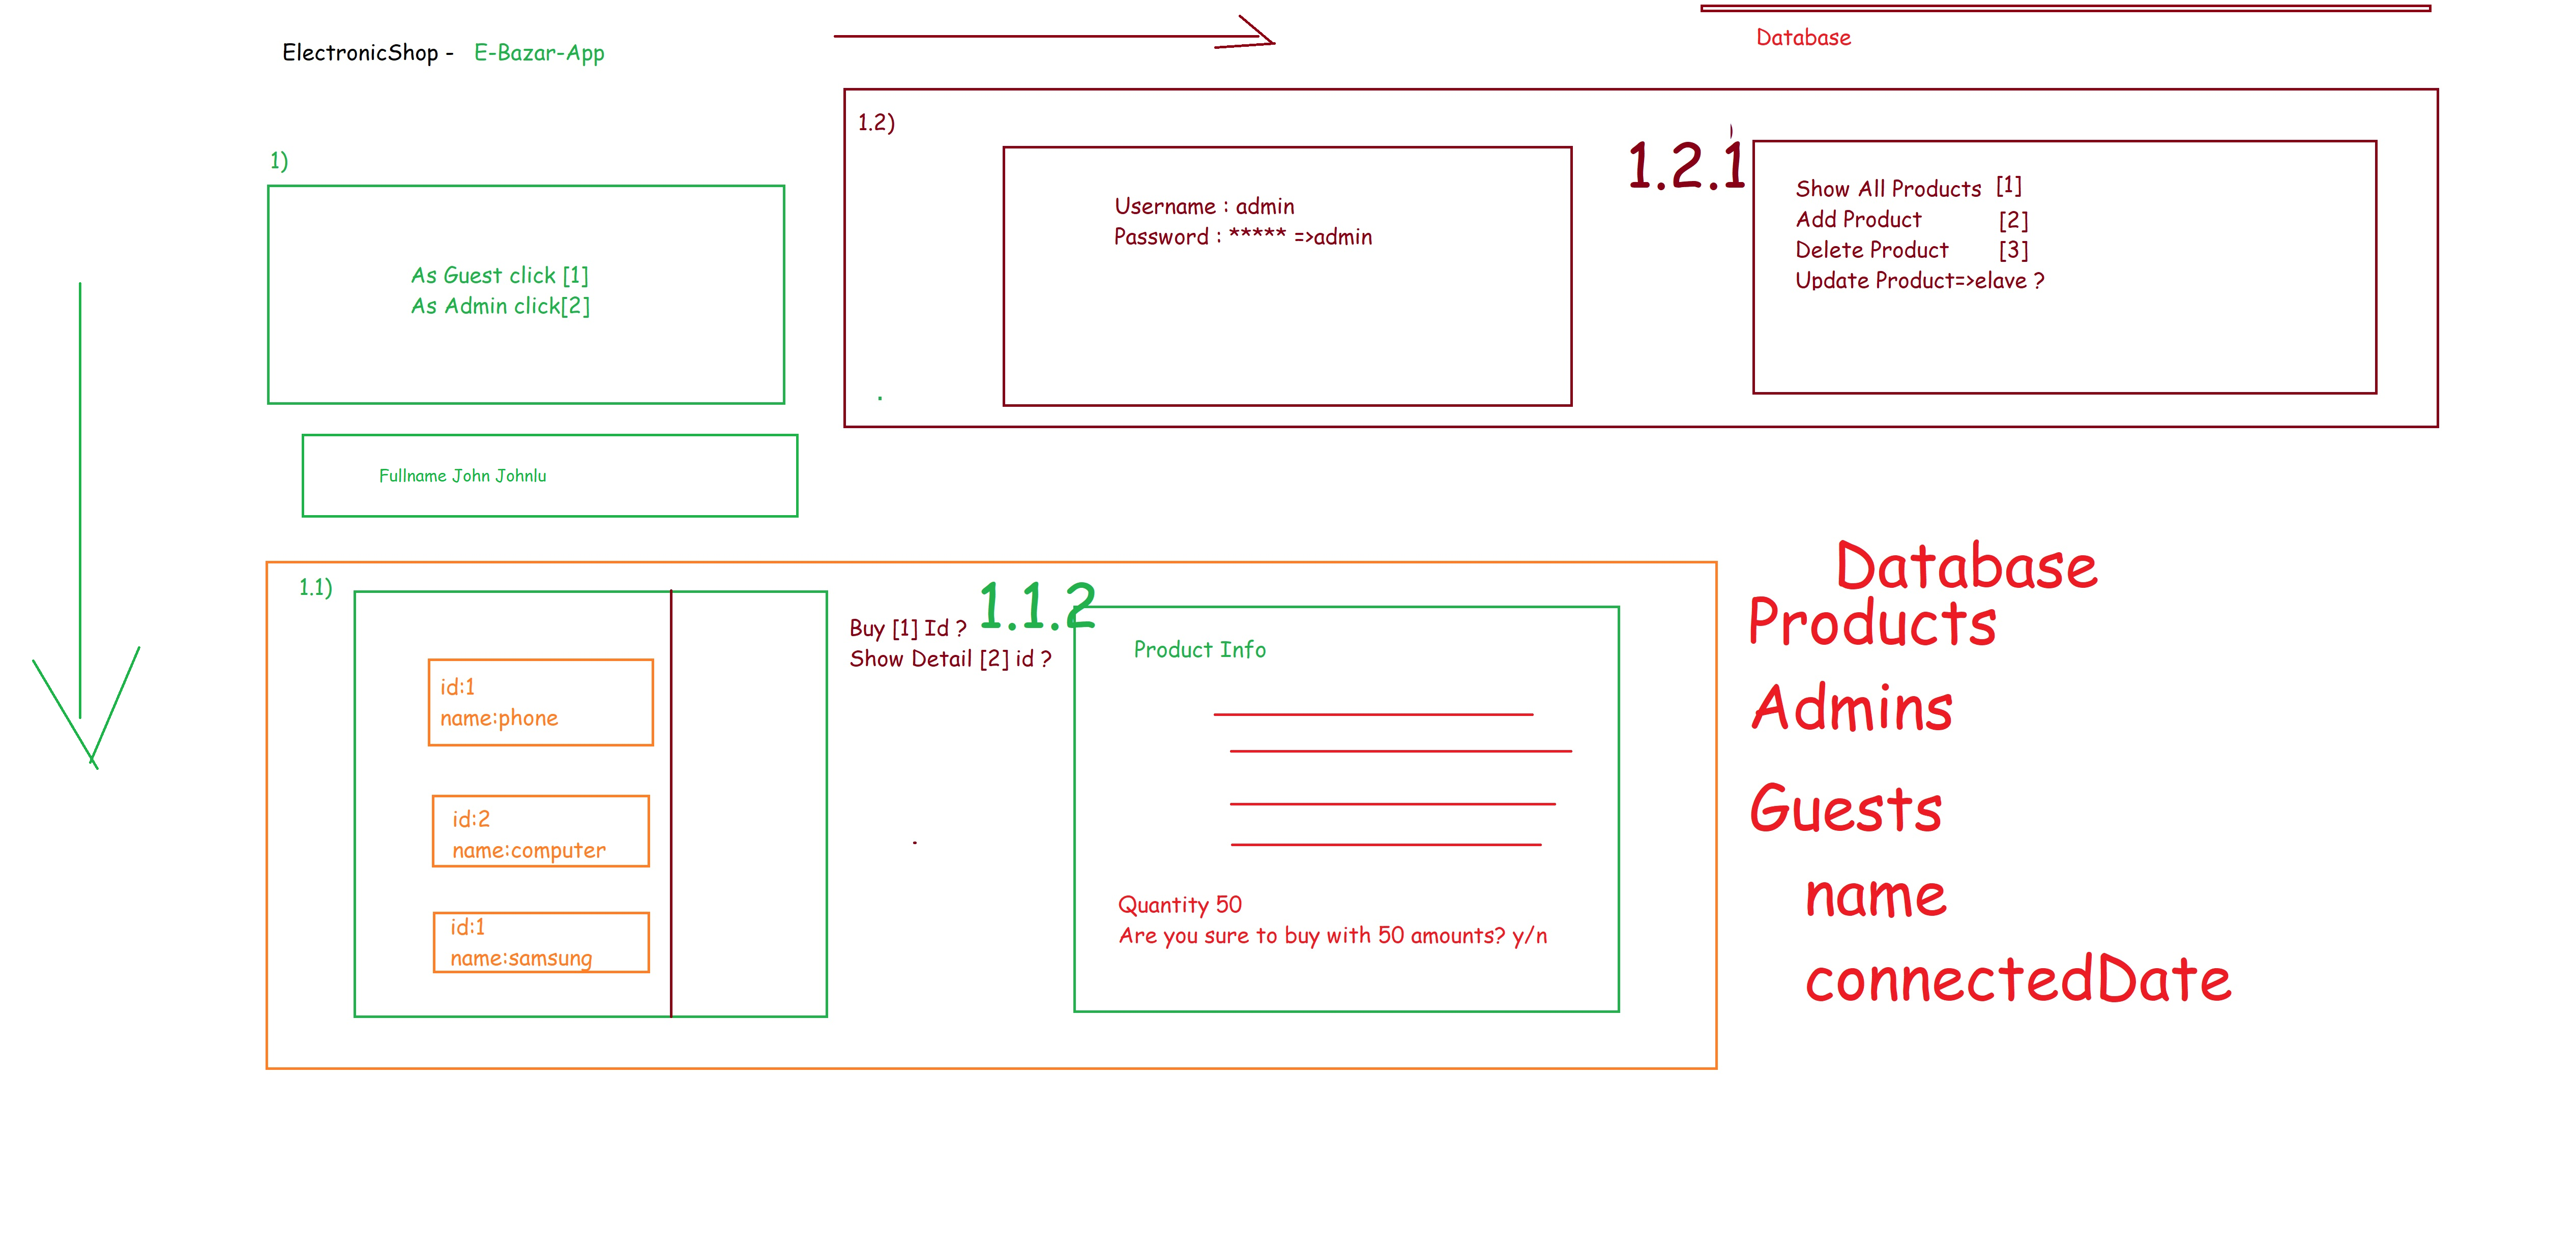 ElectronicShop - E-Bazar-App
Database
1)
As Guest click [1]
As Admin click[2]
1.2)
Username : admin
Password : ***** =>admin
1.2.1
Show All Products [1]
Add Product [2]
Delete Product [3]
Update Product=>elave ?
Fullname John Johnlu
1.1)
id:1
name:phone
id:2
name:computer
id:1
name:samsung
Buy [1] Id ?
Show Detail [2] id ?
1.1.2
Product Info
Quantity 50
Are you sure to buy with 50 amounts? y/n
Database
Products
Admins
Guests
name
connectedDate